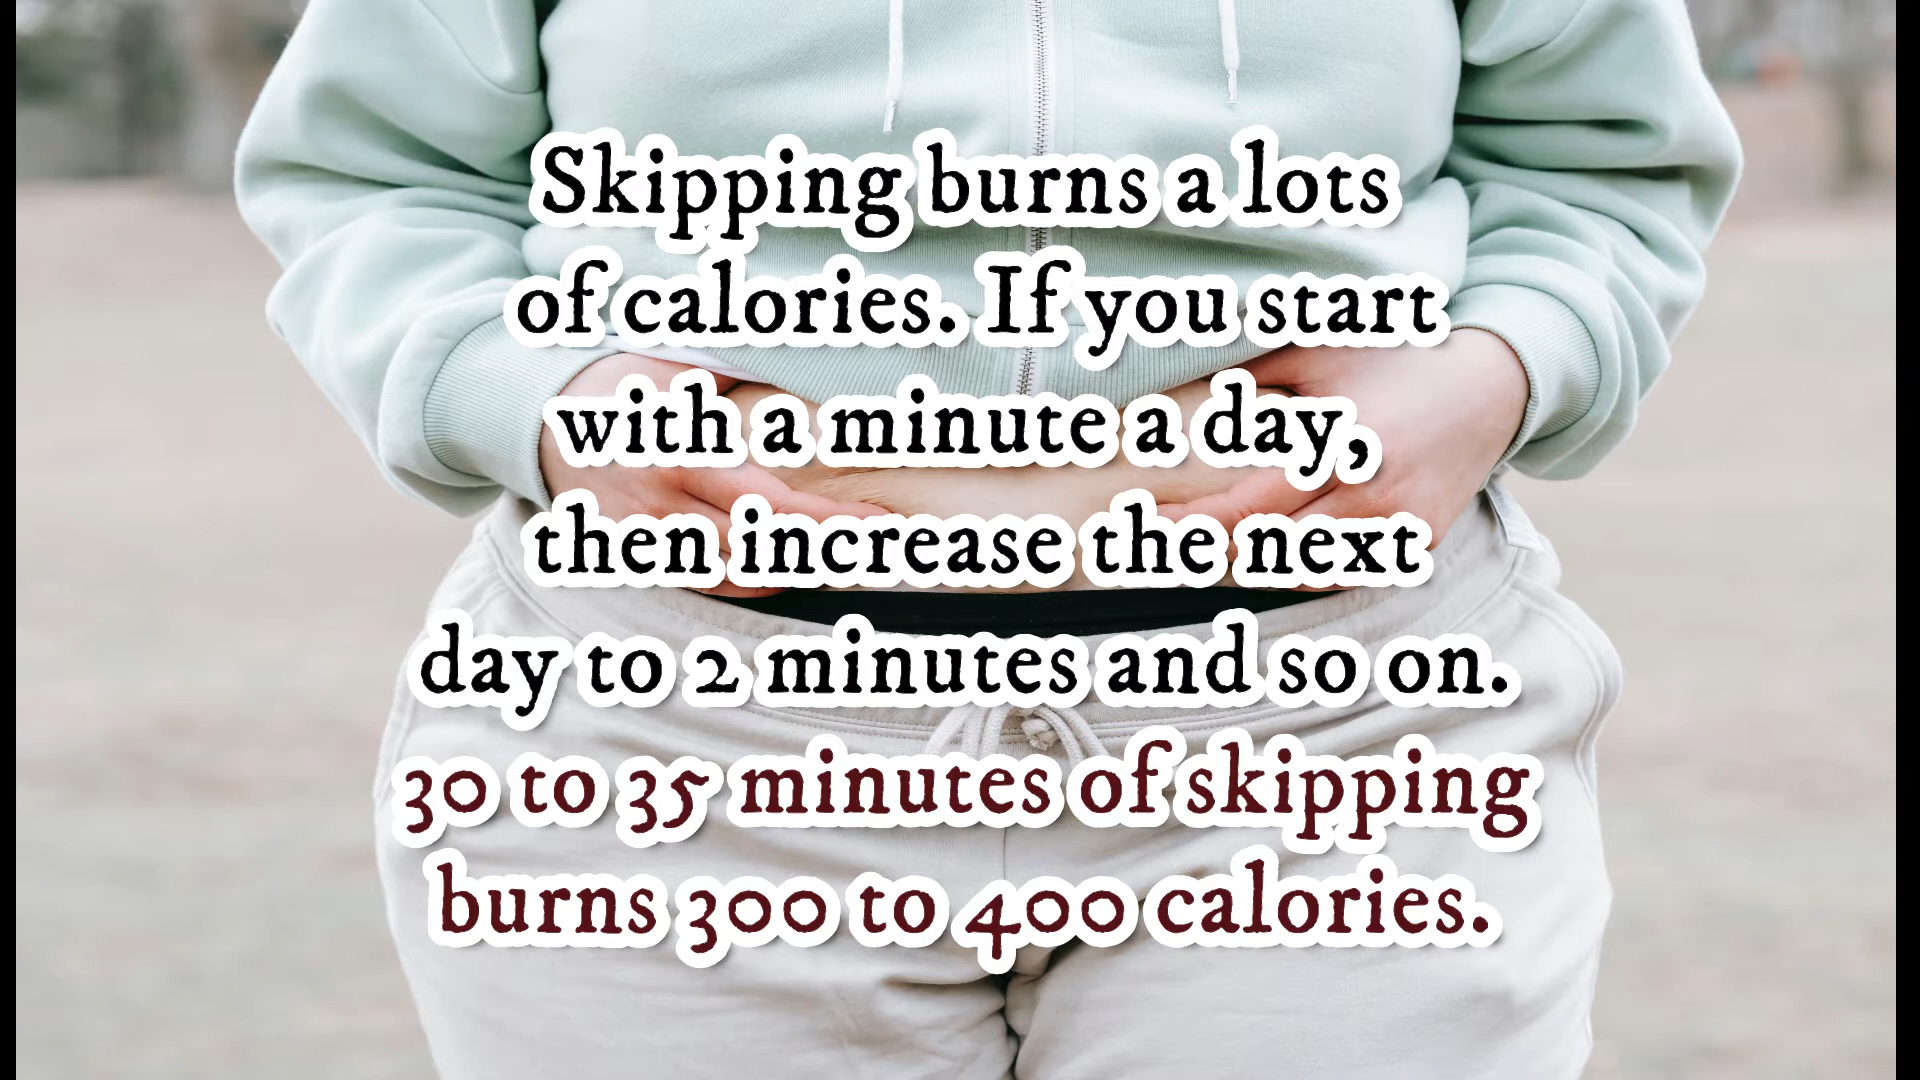 Skipping burns a lots
of calories. If you start
with a minute a day,
then increase the next
day to 2 minutes and so on.
30 to 35 minutes of skipping
burns 300 to 400 calories.